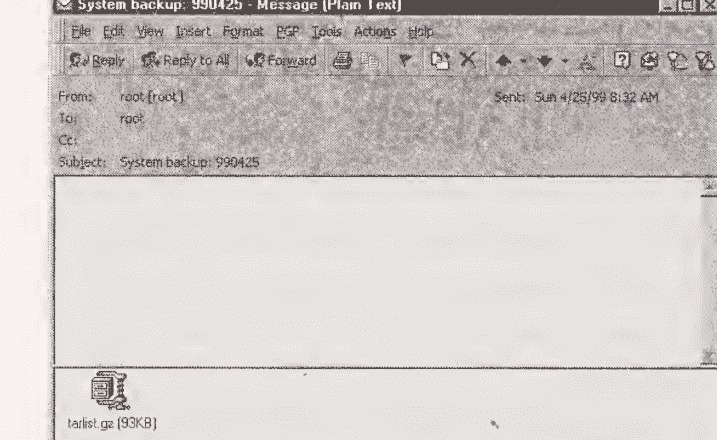 System backup: 990425 - Message (Plain Text)
File Edit View Insert Format PGP Tools Actions Help
Reply Reply to All Forward
From: root [root] Sent: Sun 4/25/99 8:32 AM
To: root
Cc:
Subject: System backup: 990425
tarlist.gz (93KB)